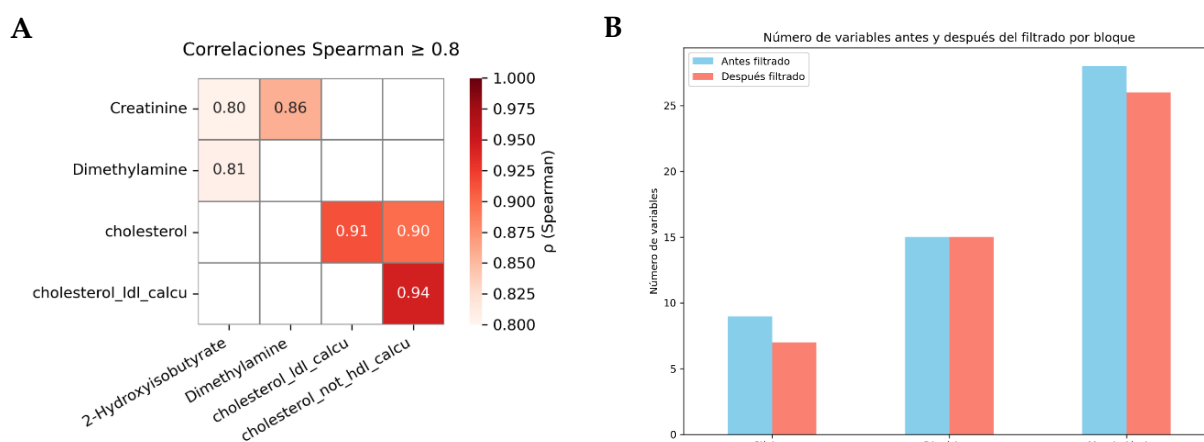 A
Correlaciones Spearman ≥ 0.8
Creatinine
Dimethylamine
cholesterol
cholesterol_ldl_calcu
0.80
0.86
0.81
0.91
0.90
0.94
2-Hydroxyisobutyrate
Dimethylamine
cholesterol_ldl_calcu
cholesterol_not_hdl_calcu
1.000
0.975
0.950
0.925
0.900
0.875
0.850
0.825
0.800
ρ (Spearman)
B
Número de variables antes y después del filtrado por bloque
Antes filtrado
Después filtrado
Número de variables
25
20
15
10
5
0